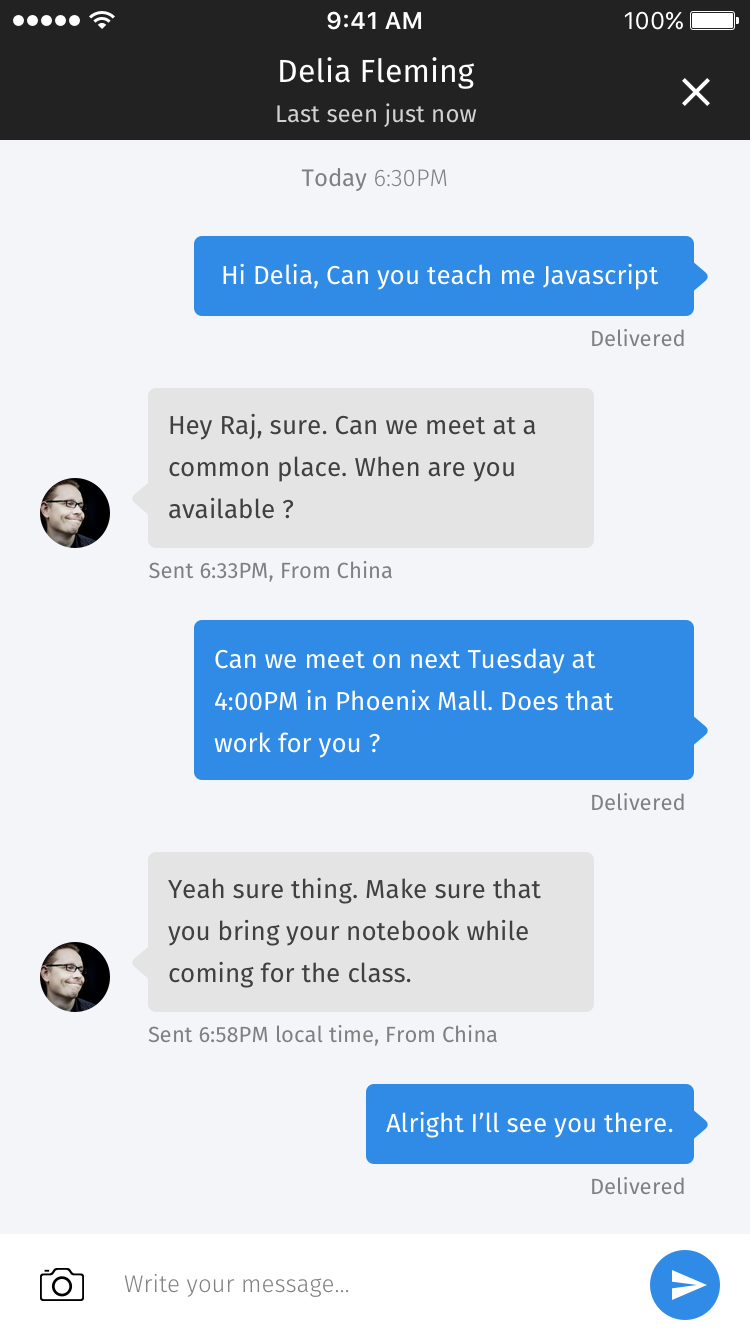 9:41 AM
100%
Delia Fleming
Last seen just now
Today 6:30PM
Hi Delia, Can you teach me Javascript
Delivered
Hey Raj, sure. Can we meet at a
common place. When are you
available ?
Sent 6:33PM, From China
Can we meet on next Tuesday at
4:00PM in Phoenix Mall. Does that
work for you ?
Delivered
Yeah sure thing. Make sure that
you bring your notebook while
coming for the class.
Sent 6:58PM local time, From China
Alright I’ll see you there.
Delivered
Write your message...